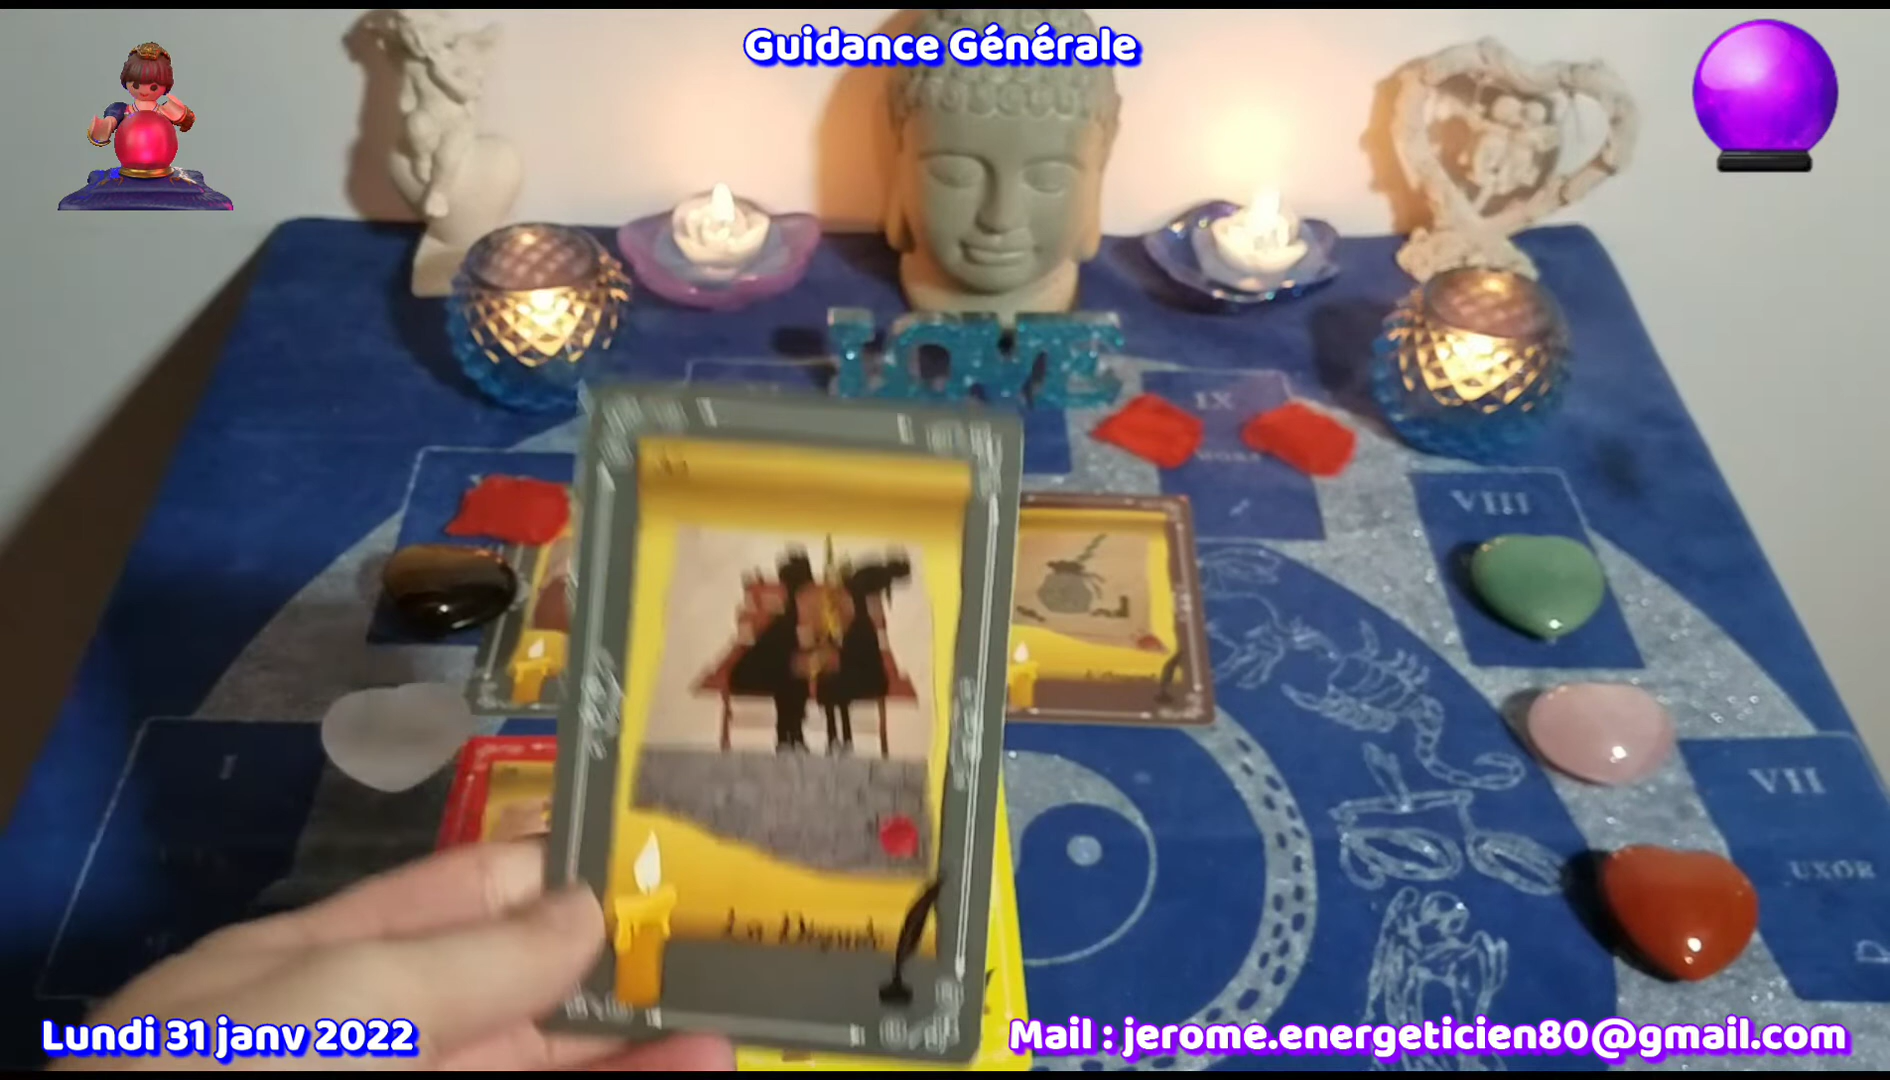 Guidance Générale
LOVE
IX
VIII
VII
UXOR
Lundi 31 janv 2022
Mail : jerome.energeticien80@gmail.com